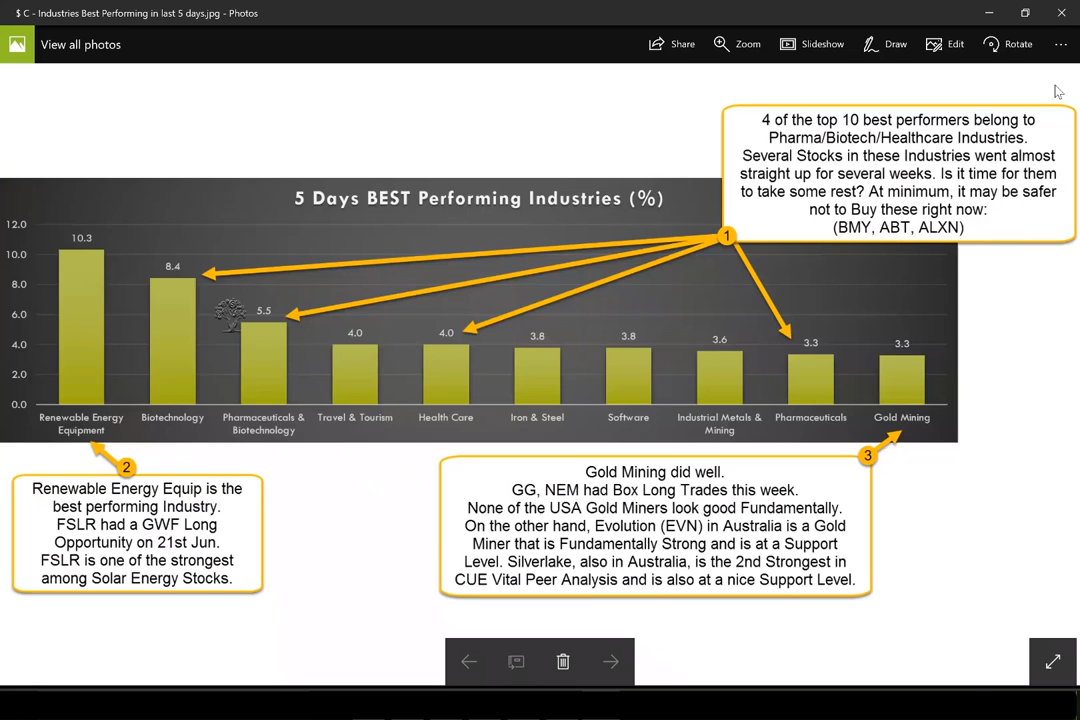 $ C - Industries Best Performing in last 5 days.jpg - Photos
View all photos
Share
Zoom
Slideshow
Draw
Edit
Rotate
4 of the top 10 best performers belong to
Pharma/Biotech/Healthcare Industries.
Several Stocks in these Industries went almost
straight up for several weeks. Is it time for them
to take some rest? At minimum, it may be safer
not to Buy these right now:
(BMY, ABT, ALXN)
1
5 Days BEST Performing Industries (%)
12.0
10.0
8.0
6.0
4.0
2.0
0.0
10.3
8.4
5.5
4.0
4.0
3.8
3.8
3.6
3.3
3.3
Renewable Energy
Equipment
Biotechnology
Pharmaceuticals &
Biotechnology
Travel & Tourism
Health Care
Iron & Steel
Software
Industrial Metals &
Mining
Pharmaceuticals
Gold Mining
2
Renewable Energy Equip is the
best performing Industry.
FSLR had a GWF Long
Opportunity on 21st Jun.
FSLR is one of the strongest
among Solar Energy Stocks.
3
Gold Mining did well.
GG, NEM had Box Long Trades this week.
None of the USA Gold Miners look good Fundamentally.
On the other hand, Evolution (EVN) in Australia is a Gold
Miner that is Fundamentally Strong and is at a Support
Level. Silverlake, also in Australia, is the 2nd Strongest in
CUE Vital Peer Analysis and is also at a nice Support Level.